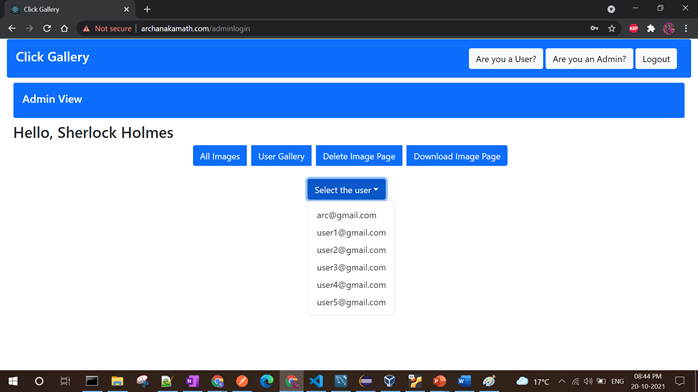 Click Gallery
Not secure | archanakamath.com/adminlogin
Click Gallery
Are you a User?
Are you an Admin?
Logout
Admin View
Hello, Sherlock Holmes
All Images
User Gallery
Delete Image Page
Download Image Page
Select the user
arc@gmail.com
user1@gmail.com
user2@gmail.com
user3@gmail.com
user4@gmail.com
user5@gmail.com
17°C
ENG
08:44 PM
20-10-2021